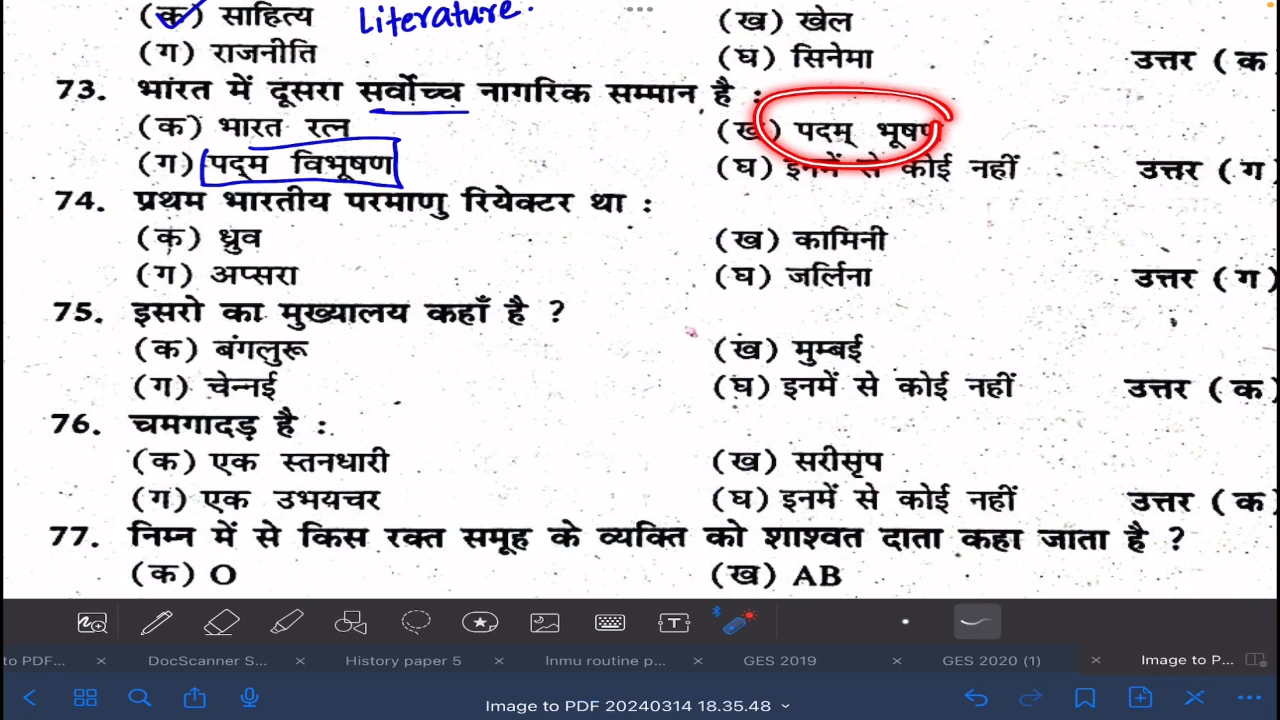 (क) साहित्य Literature. (ख) खेल
(ग) राजनीति (घ) सिनेमा उत्तर (क
73. भारत में दूसरा सर्वोच्च नागरिक सम्मान है :
(क) भारत रत्न (ख) पदम् भूषण
(ग) पद्म विभूषण (घ) इनमें से कोई नहीं उत्तर (ग
74. प्रथम भारतीय परमाणु रियेक्टर था :
(क) ध्रुव (ख) कामिनी
(ग) अप्सरा (घ) जर्लिना उत्तर (ग)
75. इसरो का मुख्यालय कहाँ है ?
(क) बंगलुरू (ख) मुम्बई
(ग) चेन्नई (घ) इनमें से कोई नहीं उत्तर (क)
76. चमगादड़ है :
(क) एक स्तनधारी (ख) सरीसृप
(ग) एक उभयचर (घ) इनमें से कोई नहीं उत्तर (क)
77. निम्न में से किस रक्त समूह के व्यक्ति को शाश्वत दाता कहा जाता है ?
(क) O (ख) AB
to PDF... DocScanner S... History paper 5 Inmu routine p... GES 2019 GES 2020 (1) Image to P...
Image to PDF 20240314 18.35.48